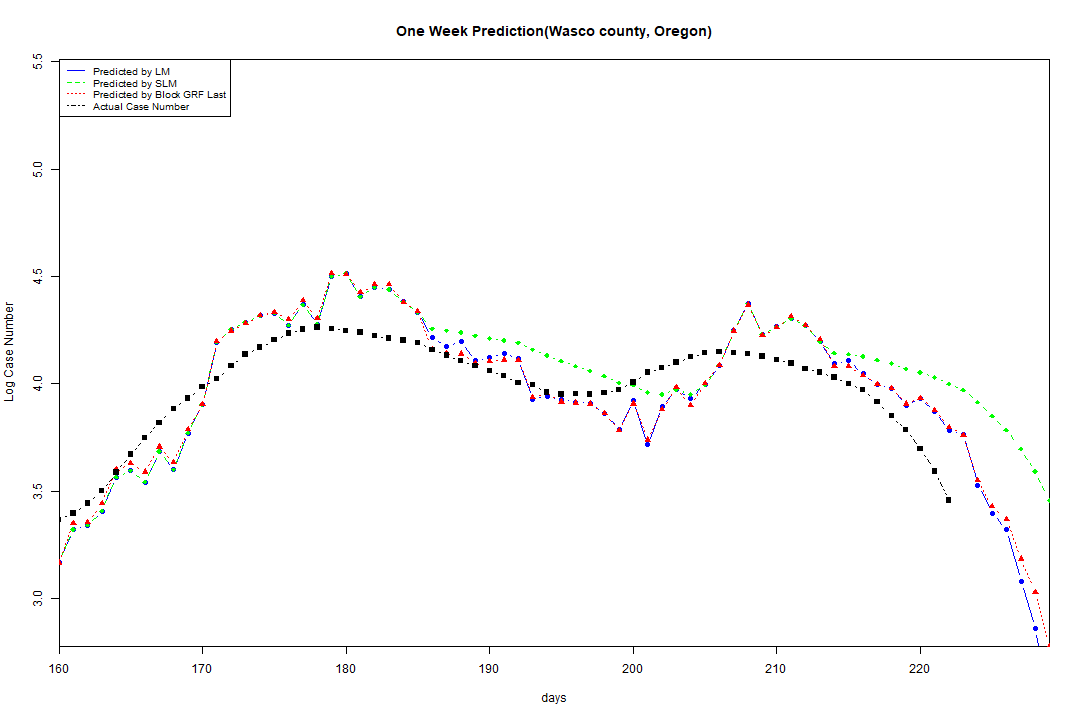 One Week Prediction(Wasco county, Oregon)
Predicted by LM
Predicted by SLM
Predicted by Block GRF Last
Actual Case Number
Log Case Number
5.5
5.0
4.5
4.0
3.5
3.0
160 170 180 190 200 210 220
days